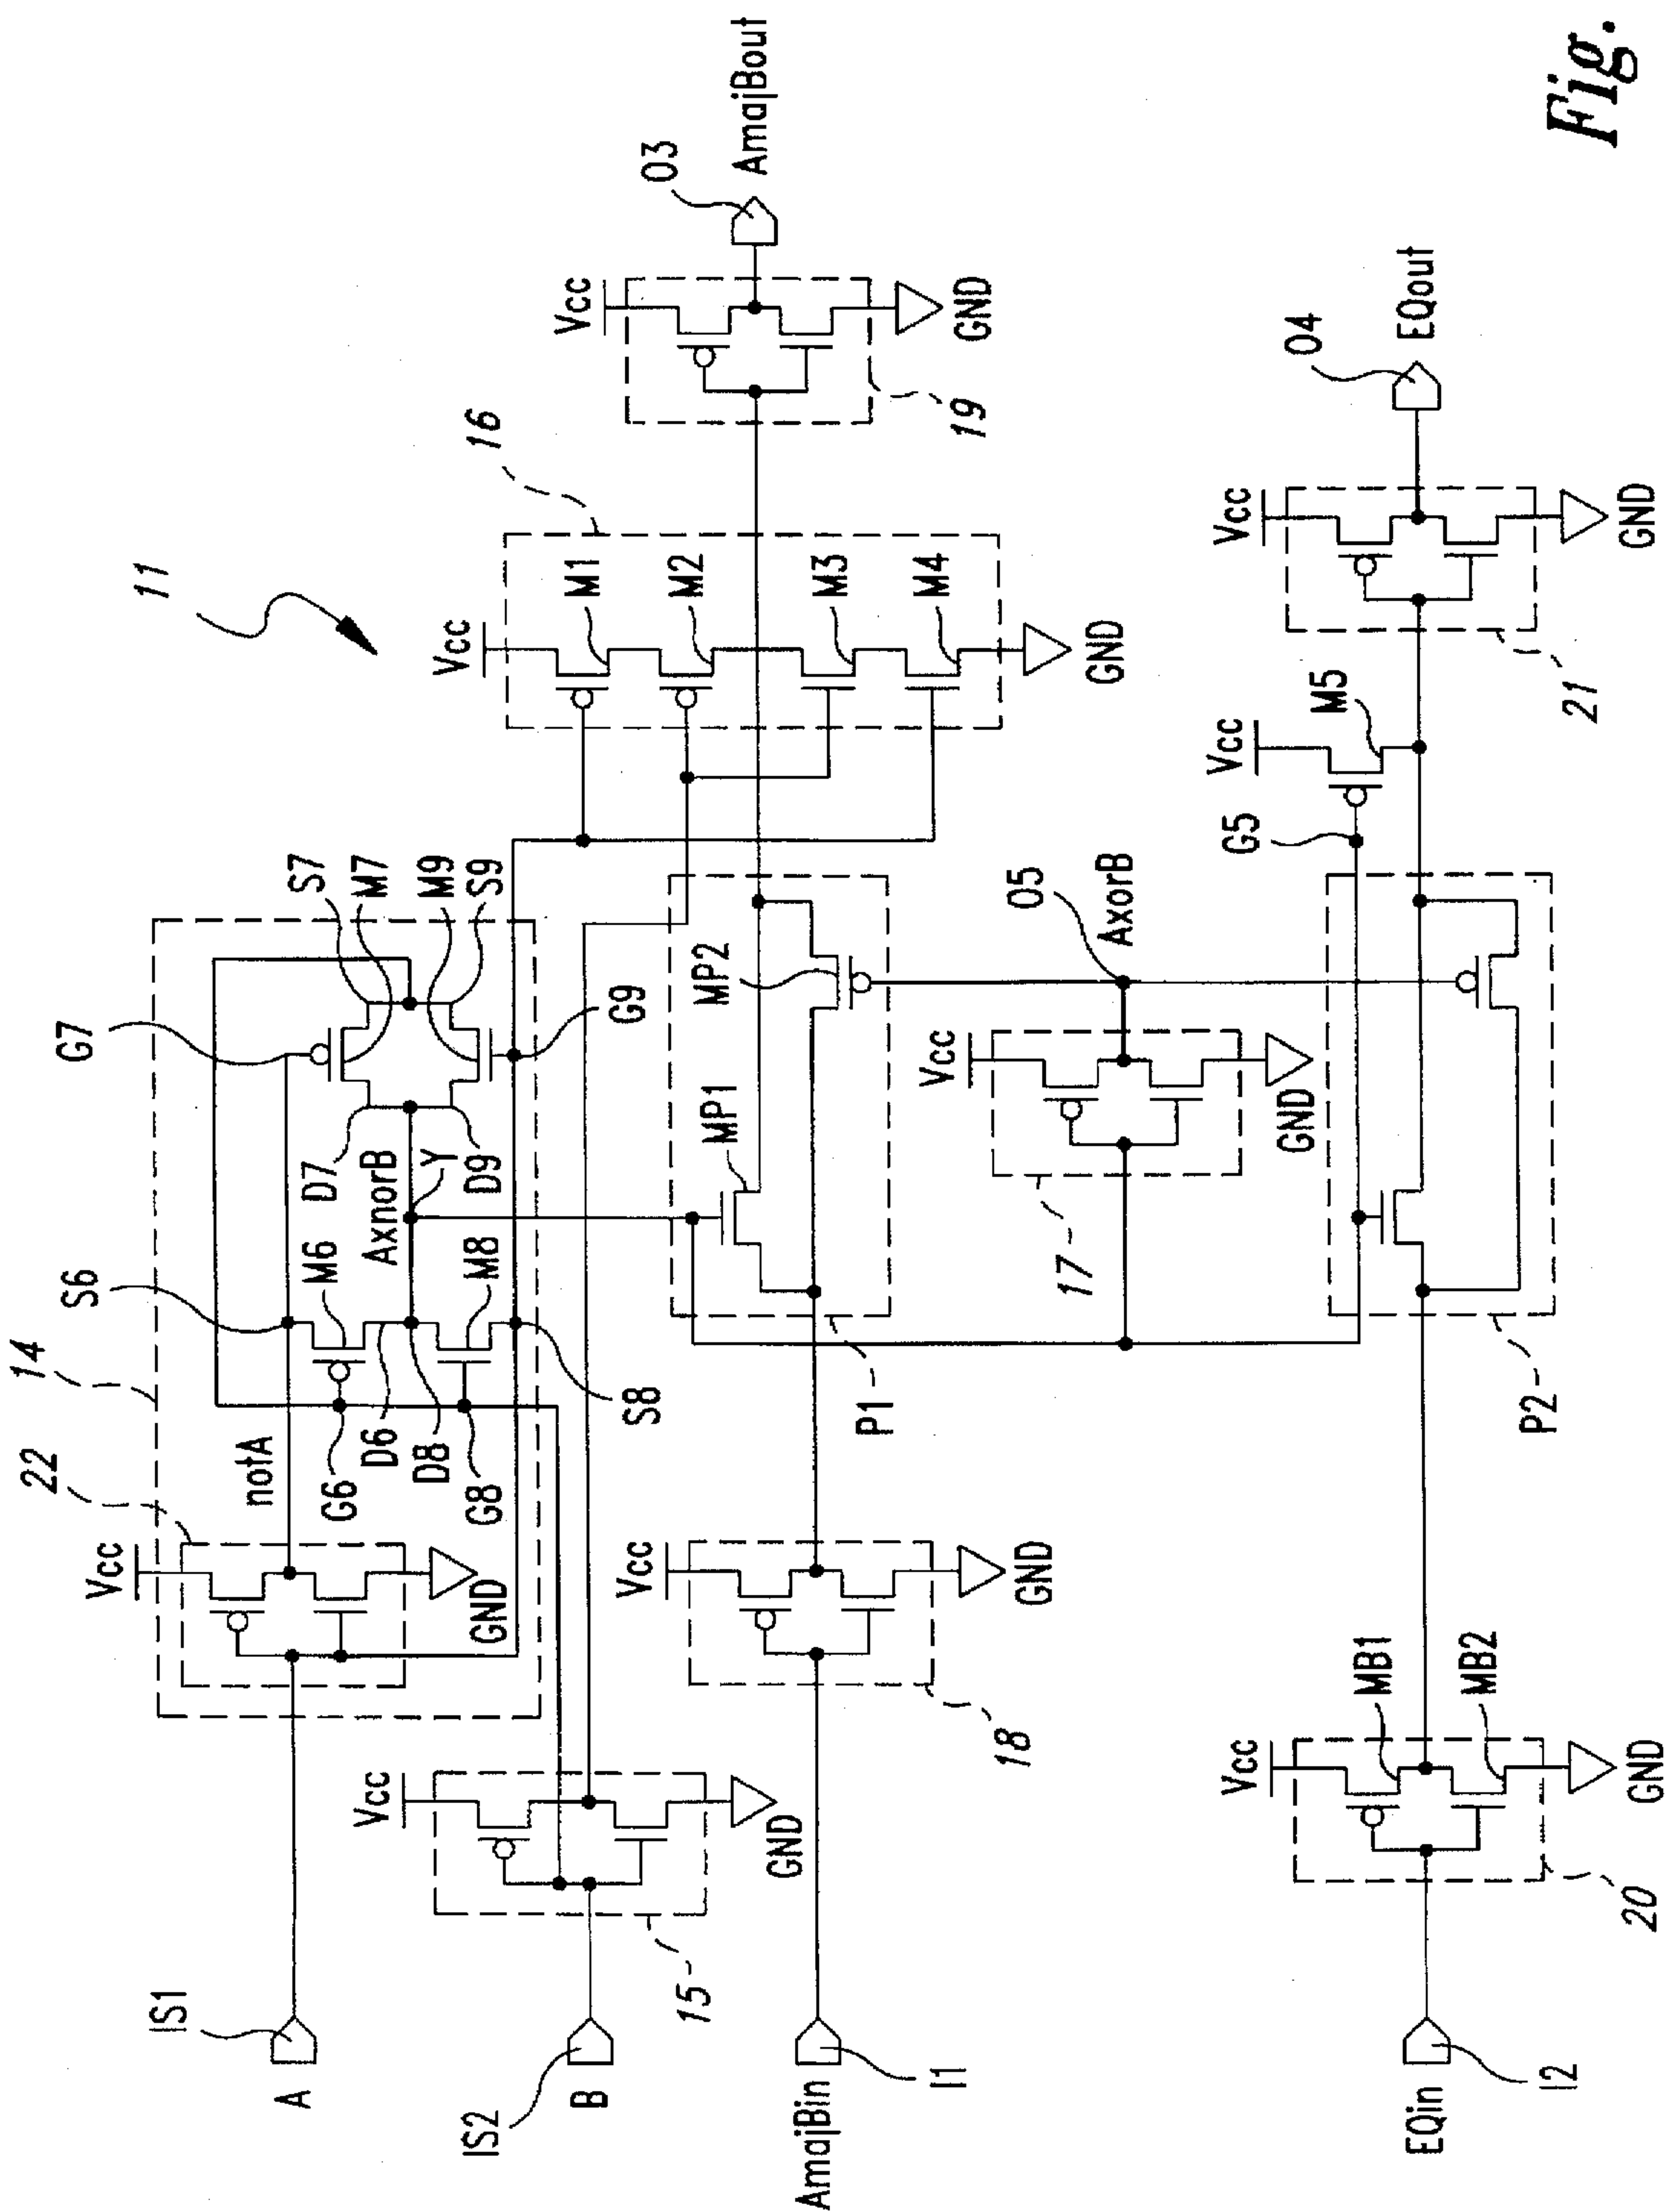 Fig.
11
14
22
Vcc
notA
GND
S6
M6
G6
D6
D8
G8
M8
S8
AxnorB
Y
D7
D9
G7
S7
M7
M9
S9
G9
IS1
A
IS2
B
Vcc
15
GND
16
Vcc
M1
M2
M3
M4
GND
Vcc
19
GND
O3
AmajBout
AmajBin
I1
Vcc
18
GND
P1
MP1
MP2
O5
AxorB
Vcc
17
GND
EQin
I2
Vcc
MB1
MB2
20
GND
P2
G5
Vcc
M5
Vcc
21
GND
O4
EQout